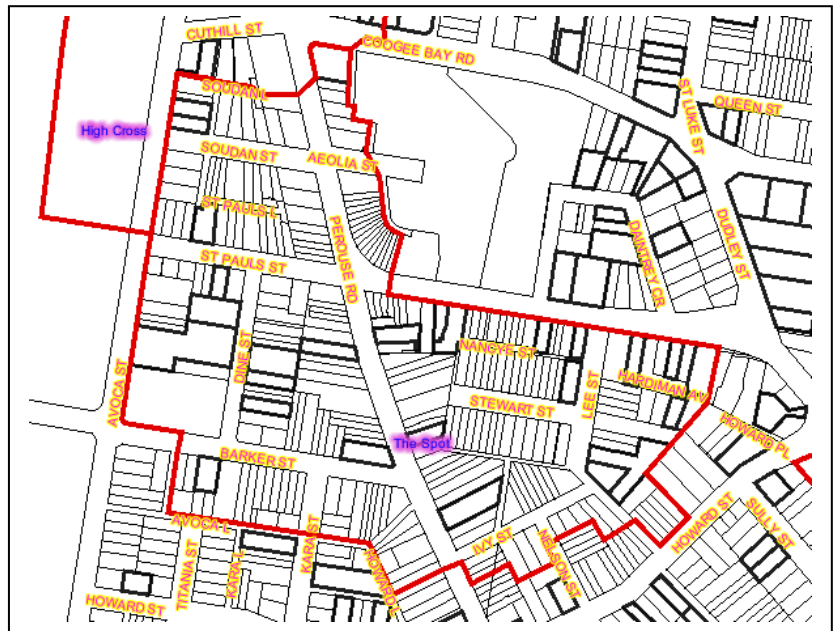 CUTHILL ST
COOGEE BAY RD
SOUDAN L
QUEEN ST
ST LUKE ST
High Cross
SOUDAN ST
AEOLIA ST
ST PAULS L
PEROUSE RD
DAINTREY CR
DUDLEY ST
ST PAULS ST
NANCYE ST
DINE ST
HARDIMAN AV
LEE ST
AVOCA ST
STEWART ST
HOWARD PL
The Spot
BARKER ST
AVOCA L
KARA ST
IVY ST
NELSON ST
HOWARD ST
SULLY ST
TITANIA ST
KARA L
HOWARD L
HOWARD ST